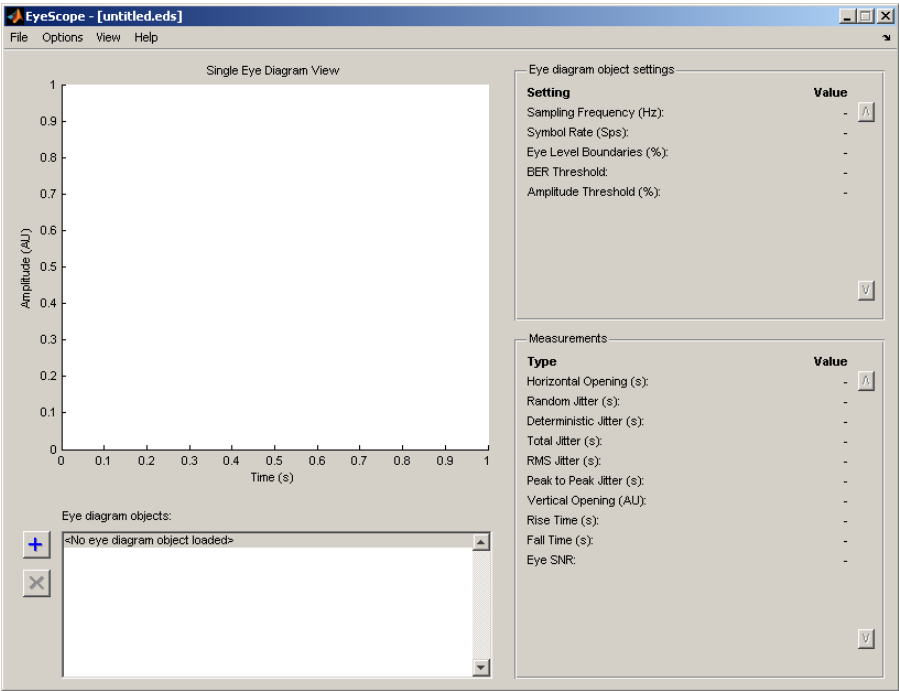 EyeScope - [untitled.eds]
File Options View Help
Single Eye Diagram View
1
0.9
0.8
0.7
0.6
0.5
0.4
0.3
0.2
0.1
0
Amplitude (AU)
0 0.1 0.2 0.3 0.4 0.5 0.6 0.7 0.8 0.9 1
Time (s)
Eye diagram objects:
<No eye diagram object loaded>
Eye diagram object settings
Setting Value
Sampling Frequency (Hz): -
Symbol Rate (Sps): -
Eye Level Boundaries (%): -
BER Threshold: -
Amplitude Threshold (%): -
Measurements
Type Value
Horizontal Opening (s): -
Random Jitter (s): -
Deterministic Jitter (s): -
Total Jitter (s): -
RMS Jitter (s): -
Peak to Peak Jitter (s): -
Vertical Opening (AU): -
Rise Time (s): -
Fall Time (s): -
Eye SNR: -